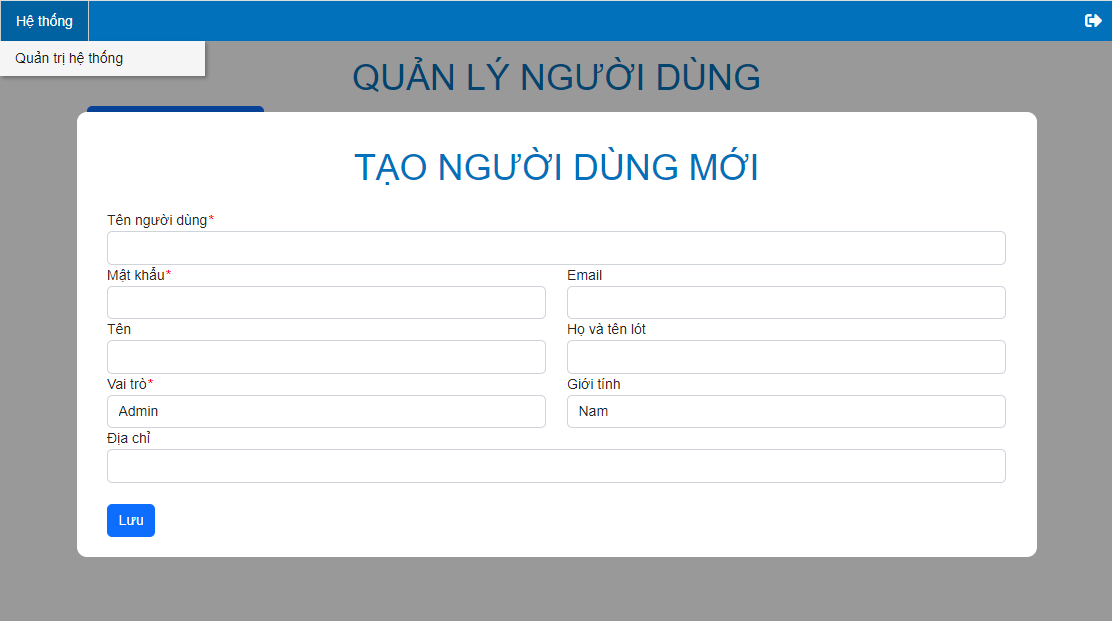 Hệ thống
Quản trị hệ thống
QUẢN LÝ NGƯỜI DÙNG
TẠO NGƯỜI DÙNG MỚI
Tên người dùng*
Mật khẩu*
Email
Tên
Họ và tên lót
Vai trò*
Giới tính
Admin
Nam
Địa chỉ
Lưu